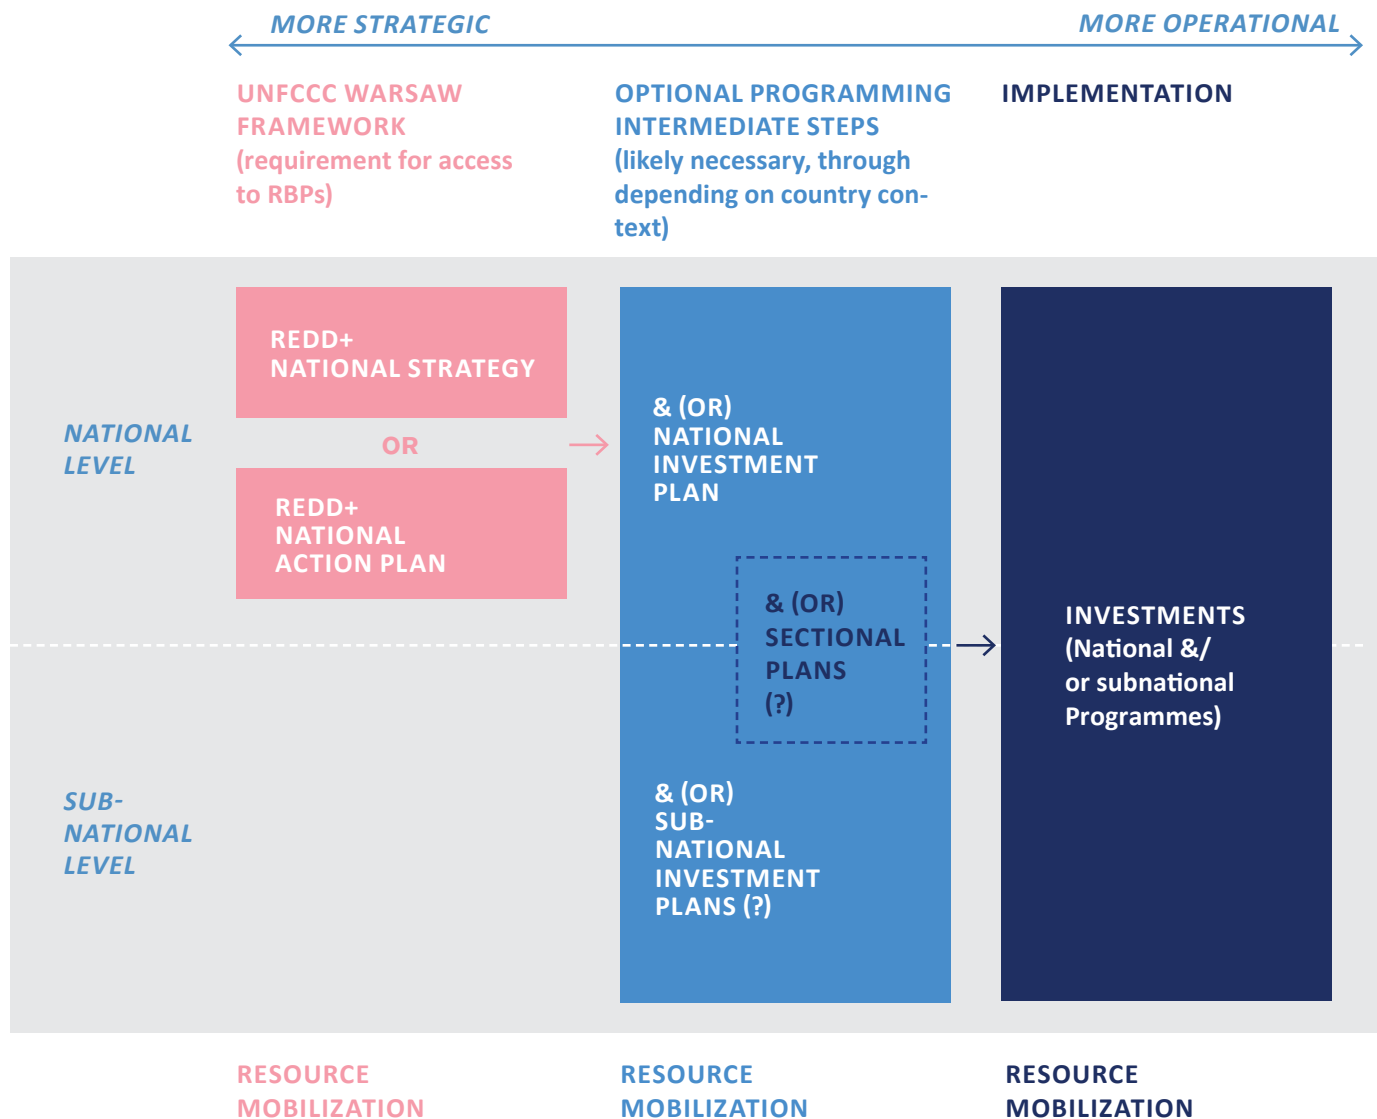 MORE STRATEGIC
MORE OPERATIONAL
UNFCCC WARSAW
FRAMEWORK
(requirement for access
to RBPs)
OPTIONAL PROGRAMMING
INTERMEDIATE STEPS
(likely necessary, through
depending on country con-
text)
IMPLEMENTATION
NATIONAL
LEVEL
REDD+
NATIONAL STRATEGY
OR
REDD+
NATIONAL
ACTION PLAN
& (OR)
NATIONAL
INVESTMENT
PLAN
& (OR)
SECTIONAL
PLANS
(?)
INVESTMENTS
(National &/
or subnational
Programmes)
SUB-
NATIONAL
LEVEL
& (OR)
SUB-
NATIONAL
INVESTMENT
PLANS (?)
RESOURCE
MOBILIZATION
RESOURCE
MOBILIZATION
RESOURCE
MOBILIZATION